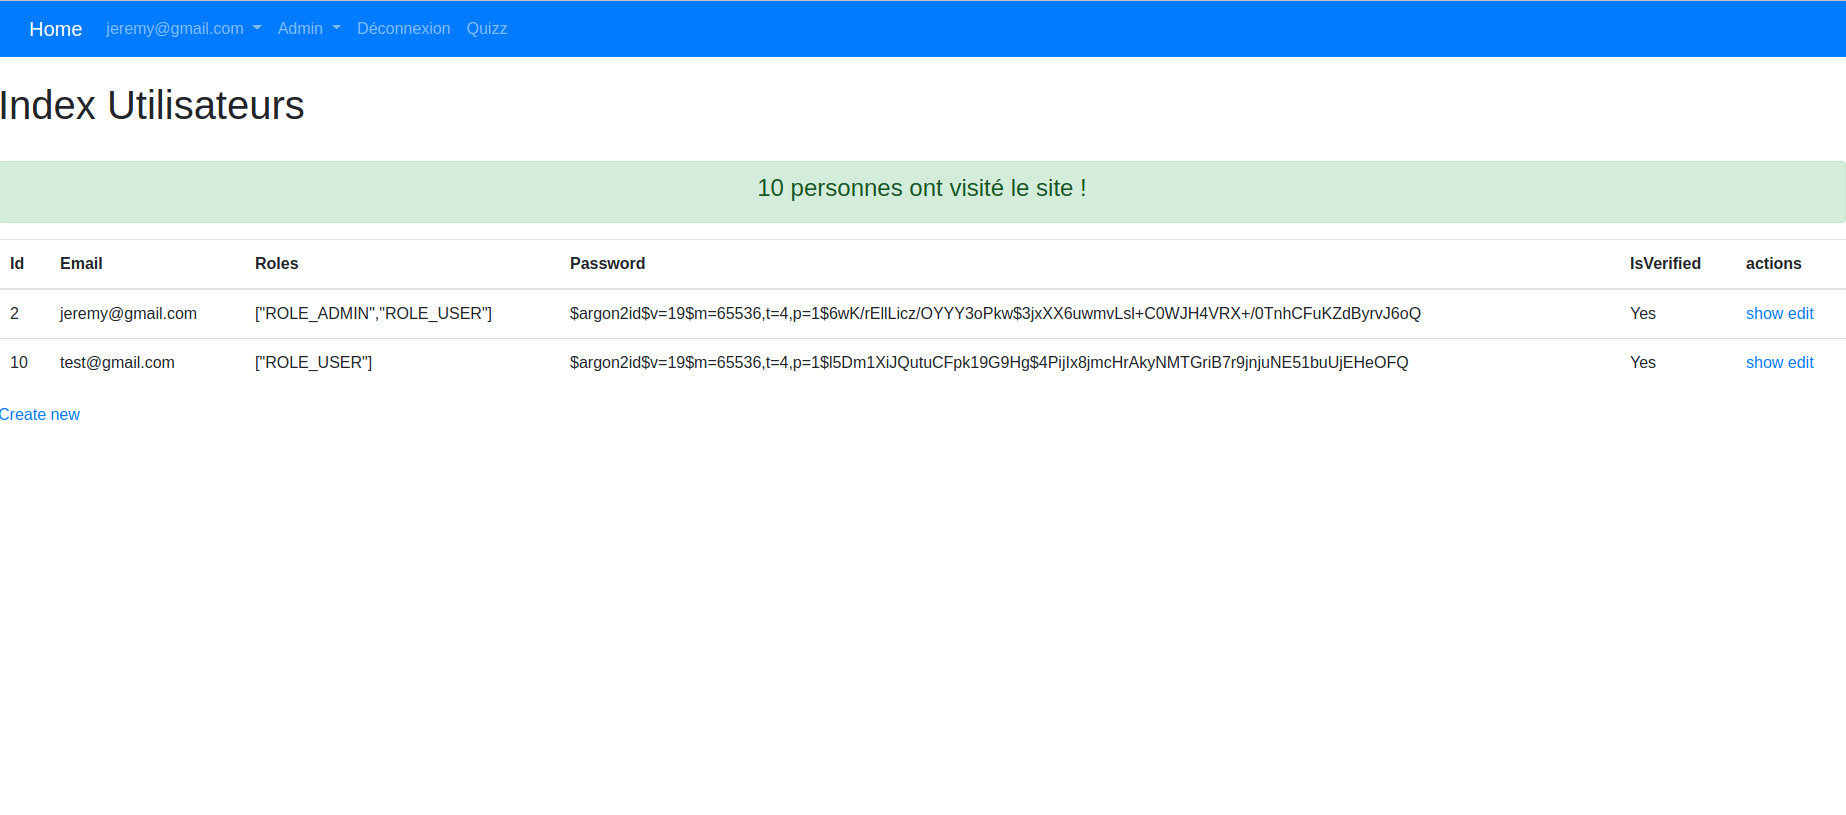 Home jeremy@gmail.com Admin Déconnexion Quizz
Index Utilisateurs
10 personnes ont visité le site !
Id Email Roles Password IsVerified actions
2 jeremy@gmail.com ["ROLE_ADMIN","ROLE_USER"] $argon2id$v=19$m=65536,t=4,p=1$6wK/rEllLicz/OYYY3oPkw$3jxXX6uwmvLsl+C0WJH4VRX+/0TnhCFuKZdByrvJ6oQ Yes show edit
10 test@gmail.com ["ROLE_USER"] $argon2id$v=19$m=65536,t=4,p=1$l5Dm1XiJQutuCFpk19G9Hg$4PijIx8jmcHrAkyNMTGriB7r9jnjuNE51buUjEHeOFQ Yes show edit
Create new